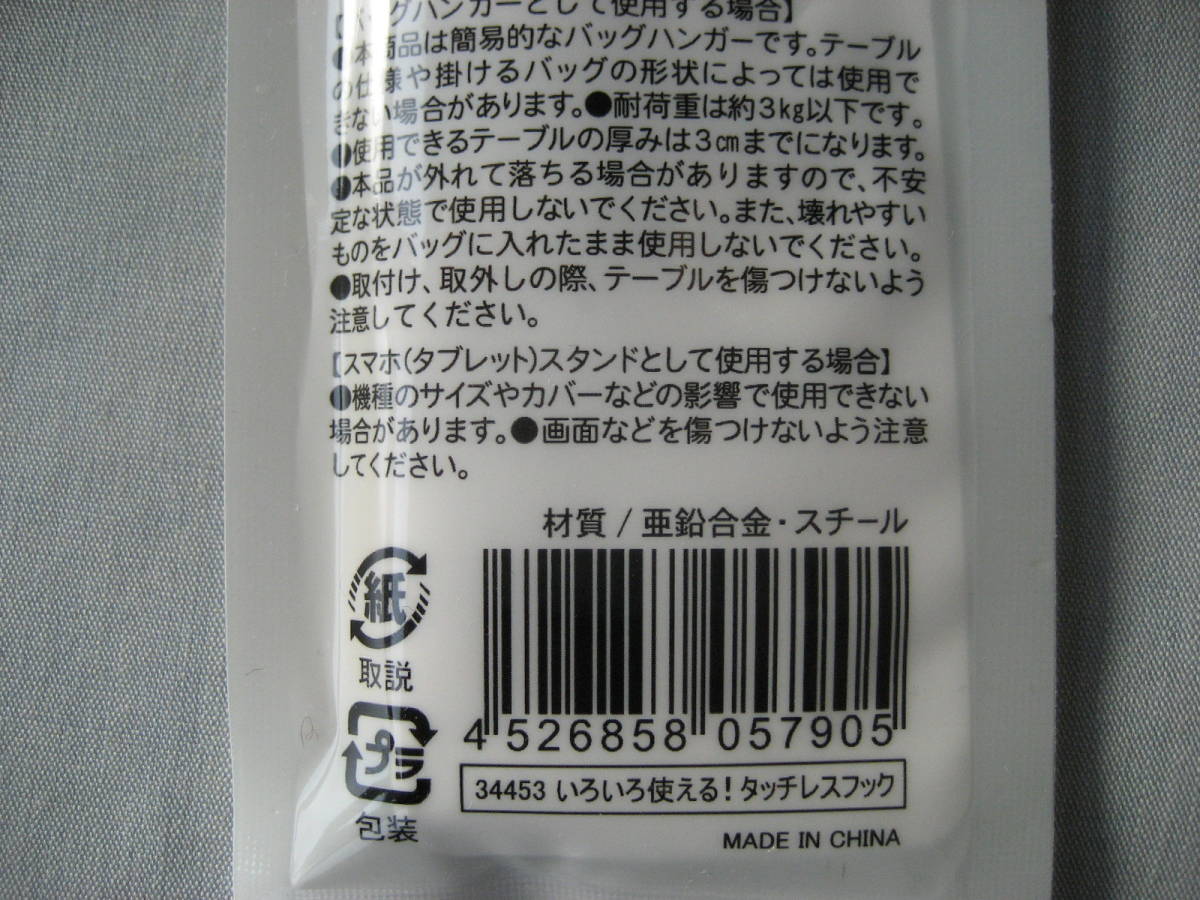 【バッグハンガーとして使用する場合】
●本商品は簡易的なバッグハンガーです。テーブル
の仕様や掛けるバッグの形状によっては使用で
きない場合があります。●耐荷重は約3kg以下です。
●使用できるテーブルの厚みは3cmまでになります。
●本品が外れて落ちる場合がありますので、不安
定な状態で使用しないでください。また、壊れやすい
ものをバッグに入れたまま使用しないでください。
●取付け、取外しの際、テーブルを傷つけないよう
注意してください。
【スマホ(タブレット)スタンドとして使用する場合】
●機種のサイズやカバーなどの影響で使用できない
場合があります。●画面などを傷つけないよう注意
してください。
材質/亜鉛合金・スチール
紙
取説
プラ
包装
4 526858 057905
34453 いろいろ使える!タッチレスフック
MADE IN CHINA